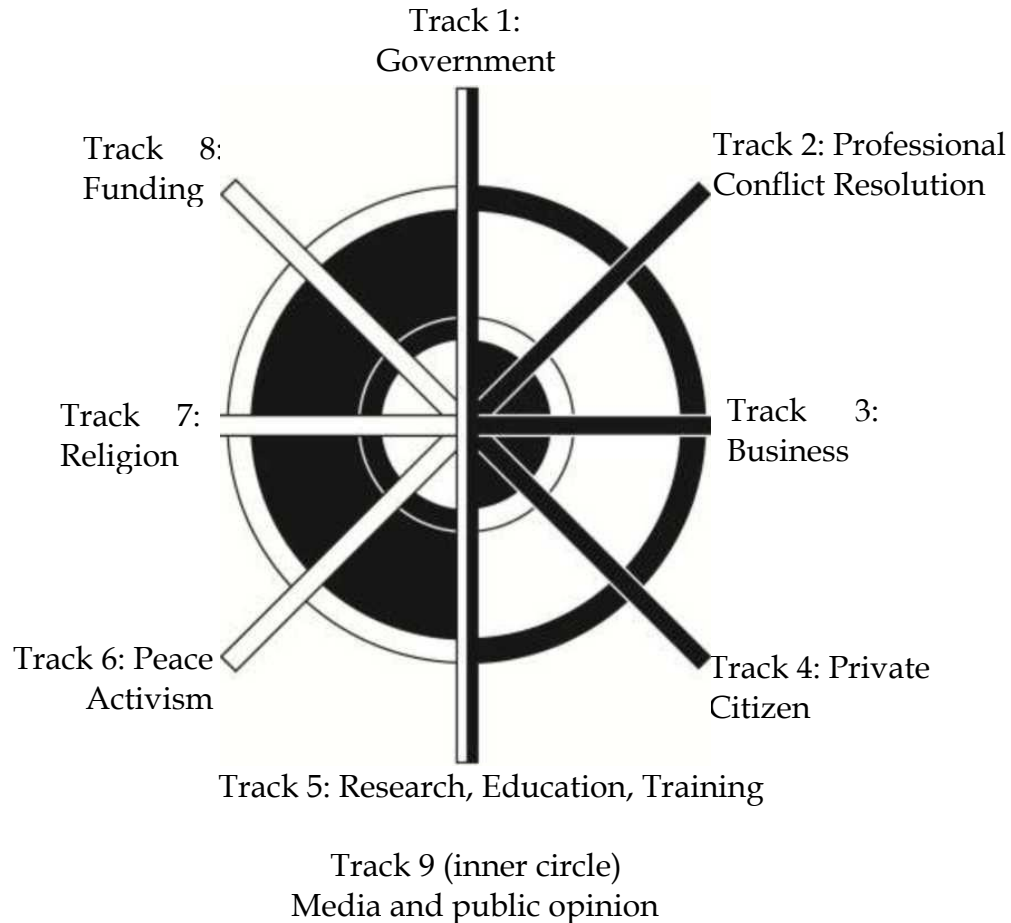 Track 1:
Government
Track 2: Professional
Conflict Resolution
Track 3:
Business
Track 4: Private
Citizen
Track 5: Research, Education, Training
Track 6: Peace
Activism
Track 7:
Religion
Track 8:
Funding
Track 9 (inner circle)
Media and public opinion